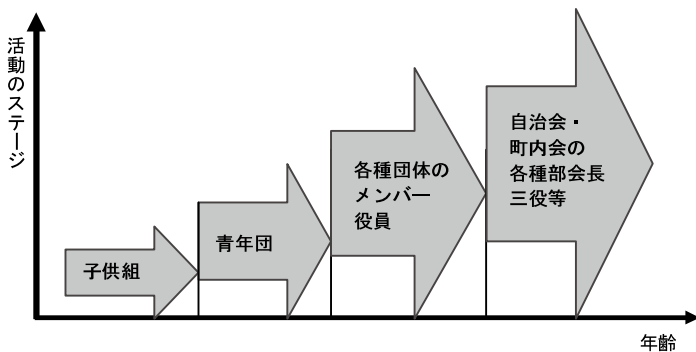 活動のステージ
子供組
青年団
各種団体の
メンバー
役員
自治会・
町内会の
各種部会長
三役等
年齢